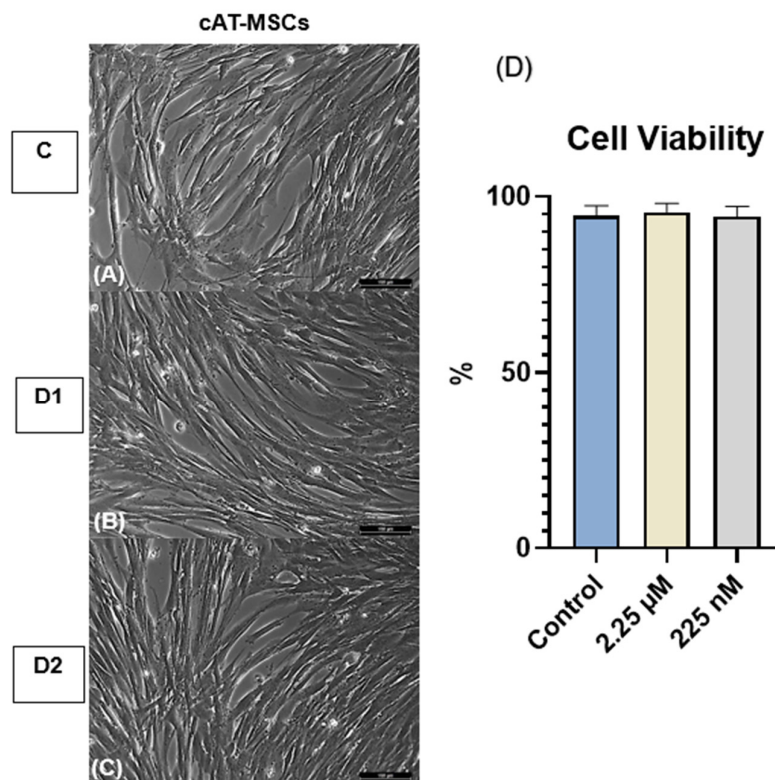 cAT-MSCs
C
(A)
D1
(B)
D2
(C)
(D)
Cell Viability
%
100
50
0
Control
2.25 µM
225 nM